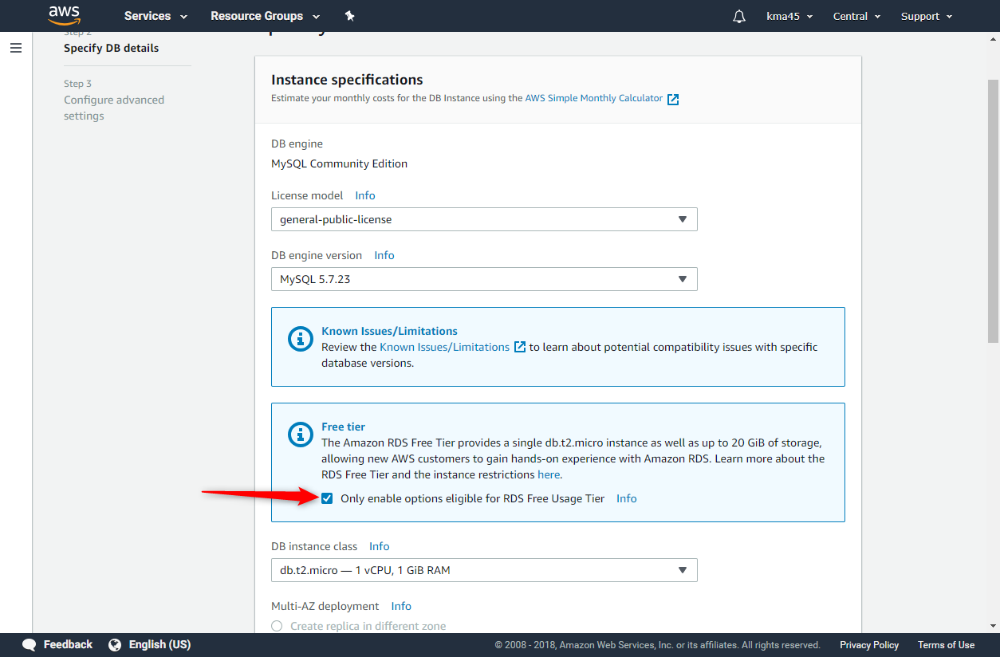 aws
Services
Resource Groups
kma45
Central
Support
Step 2
Specify DB details
Step 3
Configure advanced
settings
Instance specifications
Estimate your monthly costs for the DB Instance using the AWS Simple Monthly Calculator
DB engine
MySQL Community Edition
License model Info
general-public-license
DB engine version Info
MySQL 5.7.23
Known Issues/Limitations
Review the Known Issues/Limitations to learn about potential compatibility issues with specific
database versions.
Free tier
The Amazon RDS Free Tier provides a single db.t2.micro instance as well as up to 20 GiB of storage,
allowing new AWS customers to gain hands-on experience with Amazon RDS. Learn more about the
RDS Free Tier and the instance restrictions here.
Only enable options eligible for RDS Free Usage Tier Info
DB instance class Info
db.t2.micro — 1 vCPU, 1 GiB RAM
Multi-AZ deployment Info
Create replica in different zone
Feedback
English (US)
© 2008 - 2018, Amazon Web Services, Inc. or its affiliates. All rights reserved.
Privacy Policy
Terms of Use